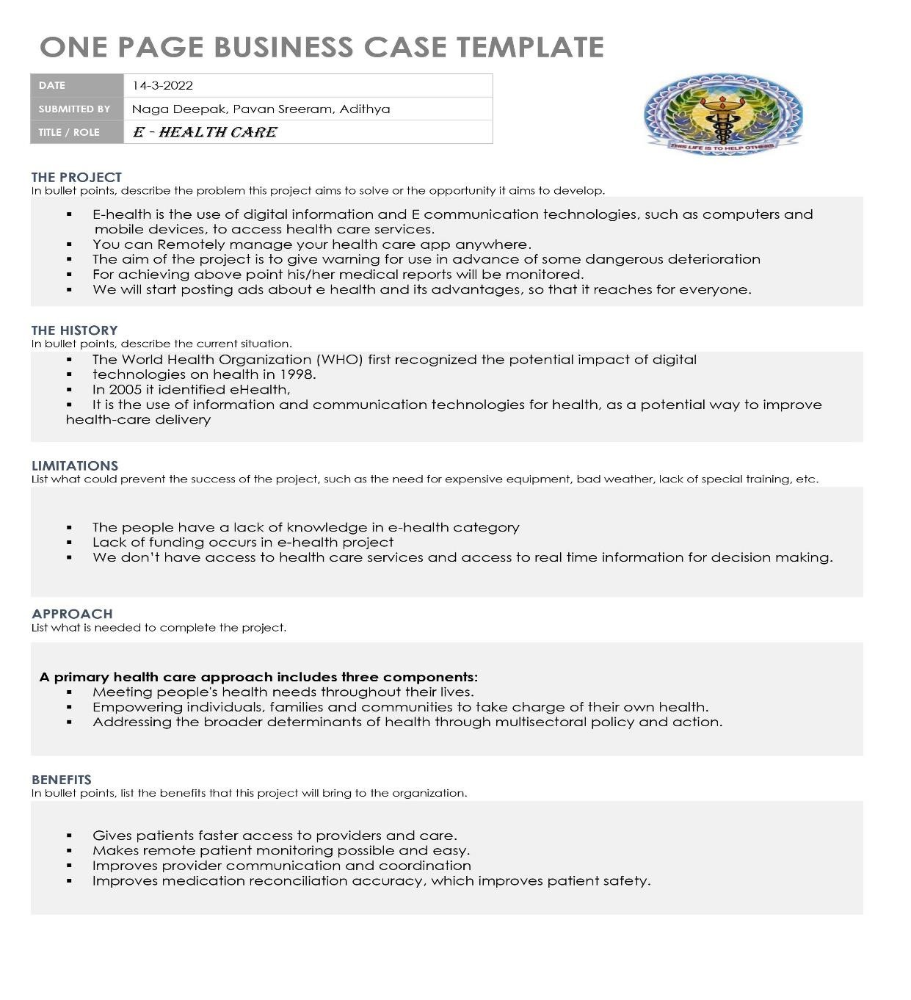 ONE PAGE BUSINESS CASE TEMPLATE
DATE 14-3-2022
SUBMITTED BY Naga Deepak, Pavan Sreeram, Adithya
TITLE / ROLE E - HEALTH CARE
THIS LIFE IS TO HELP OTHERS
THE PROJECT
In bullet points, describe the problem this project aims to solve or the opportunity it aims to develop.
▪ E-health is the use of digital information and E communication technologies, such as computers and
mobile devices, to access health care services.
▪ You can Remotely manage your health care app anywhere.
▪ The aim of the project is to give warning for use in advance of some dangerous deterioration
▪ For achieving above point his/her medical reports will be monitored.
▪ We will start posting ads about e health and its advantages, so that it reaches for everyone.
THE HISTORY
In bullet points, describe the current situation.
▪ The World Health Organization (WHO) first recognized the potential impact of digital
▪ technologies on health in 1998.
▪ In 2005 it identified eHealth,
▪ It is the use of information and communication technologies for health, as a potential way to improve
health-care delivery
LIMITATIONS
List what could prevent the success of the project, such as the need for expensive equipment, bad weather, lack of special training, etc.
▪ The people have a lack of knowledge in e-health category
▪ Lack of funding occurs in e-health project
▪ We don’t have access to health care services and access to real time information for decision making.
APPROACH
List what is needed to complete the project.
A primary health care approach includes three components:
▪ Meeting people's health needs throughout their lives.
▪ Empowering individuals, families and communities to take charge of their own health.
▪ Addressing the broader determinants of health through multisectoral policy and action.
BENEFITS
In bullet points, list the benefits that this project will bring to the organization.
▪ Gives patients faster access to providers and care.
▪ Makes remote patient monitoring possible and easy.
▪ Improves provider communication and coordination
▪ Improves medication reconciliation accuracy, which improves patient safety.